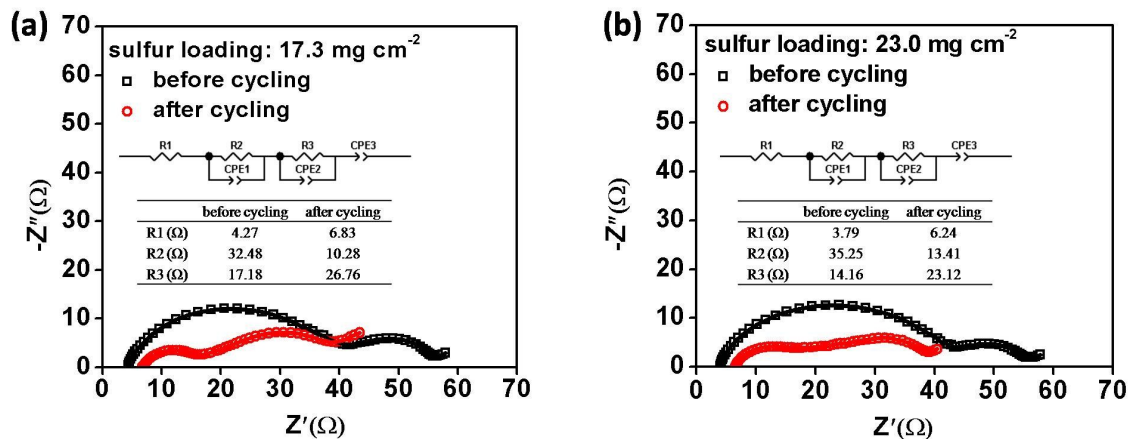 (a)
sulfur loading: 17.3 mg cm-2
before cycling
after cycling
R1 R2 R3 CPE3
CPE1 CPE2
before cycling after cycling
R1 (Ω) 4.27 6.83
R2 (Ω) 32.48 10.28
R3 (Ω) 17.18 26.76
-Z″(Ω)
70
60
50
40
30
20
10
0
0 10 20 30 40 50 60 70
Z′(Ω)
(b)
sulfur loading: 23.0 mg cm-2
before cycling
after cycling
R1 R2 R3 CPE3
CPE1 CPE2
before cycling after cycling
R1 (Ω) 3.79 6.24
R2 (Ω) 35.25 13.41
R3 (Ω) 14.16 23.12
-Z″(Ω)
70
60
50
40
30
20
10
0
0 10 20 30 40 50 60 70
Z′(Ω)